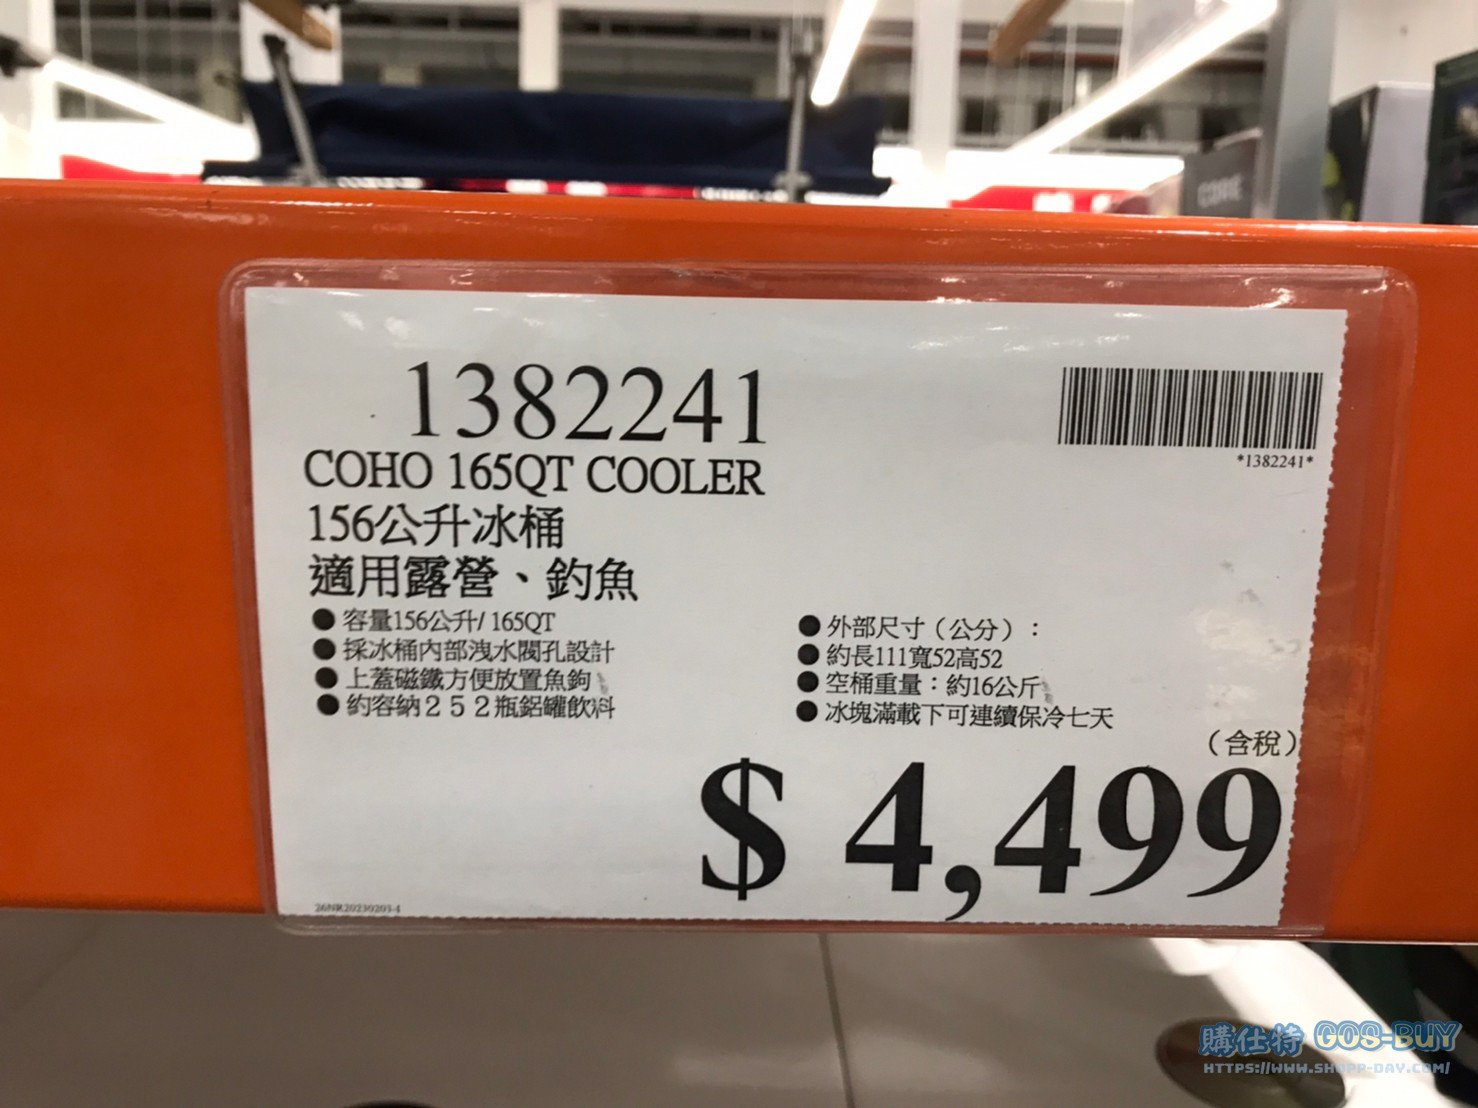 CORE
1382241
*1382241*
COHO 165QT COOLER
156公升冰桶
適用露營、釣魚
● 容量156公升/ 165QT
● 採冰桶內部洩水閥孔設計
● 上蓋磁鐵方便放置魚鉤
● 約容納２５２瓶鋁罐飲料
● 外部尺寸（公分）：
● 約長111寬52高52
● 空桶重量：約16公斤
● 冰塊滿載下可連續保冷七天
（含稅）
$ 4,499
26NR20230203-4
購仕特 GOS-BUY
HTTPS://WWW.SHOPP-DAY.COM/